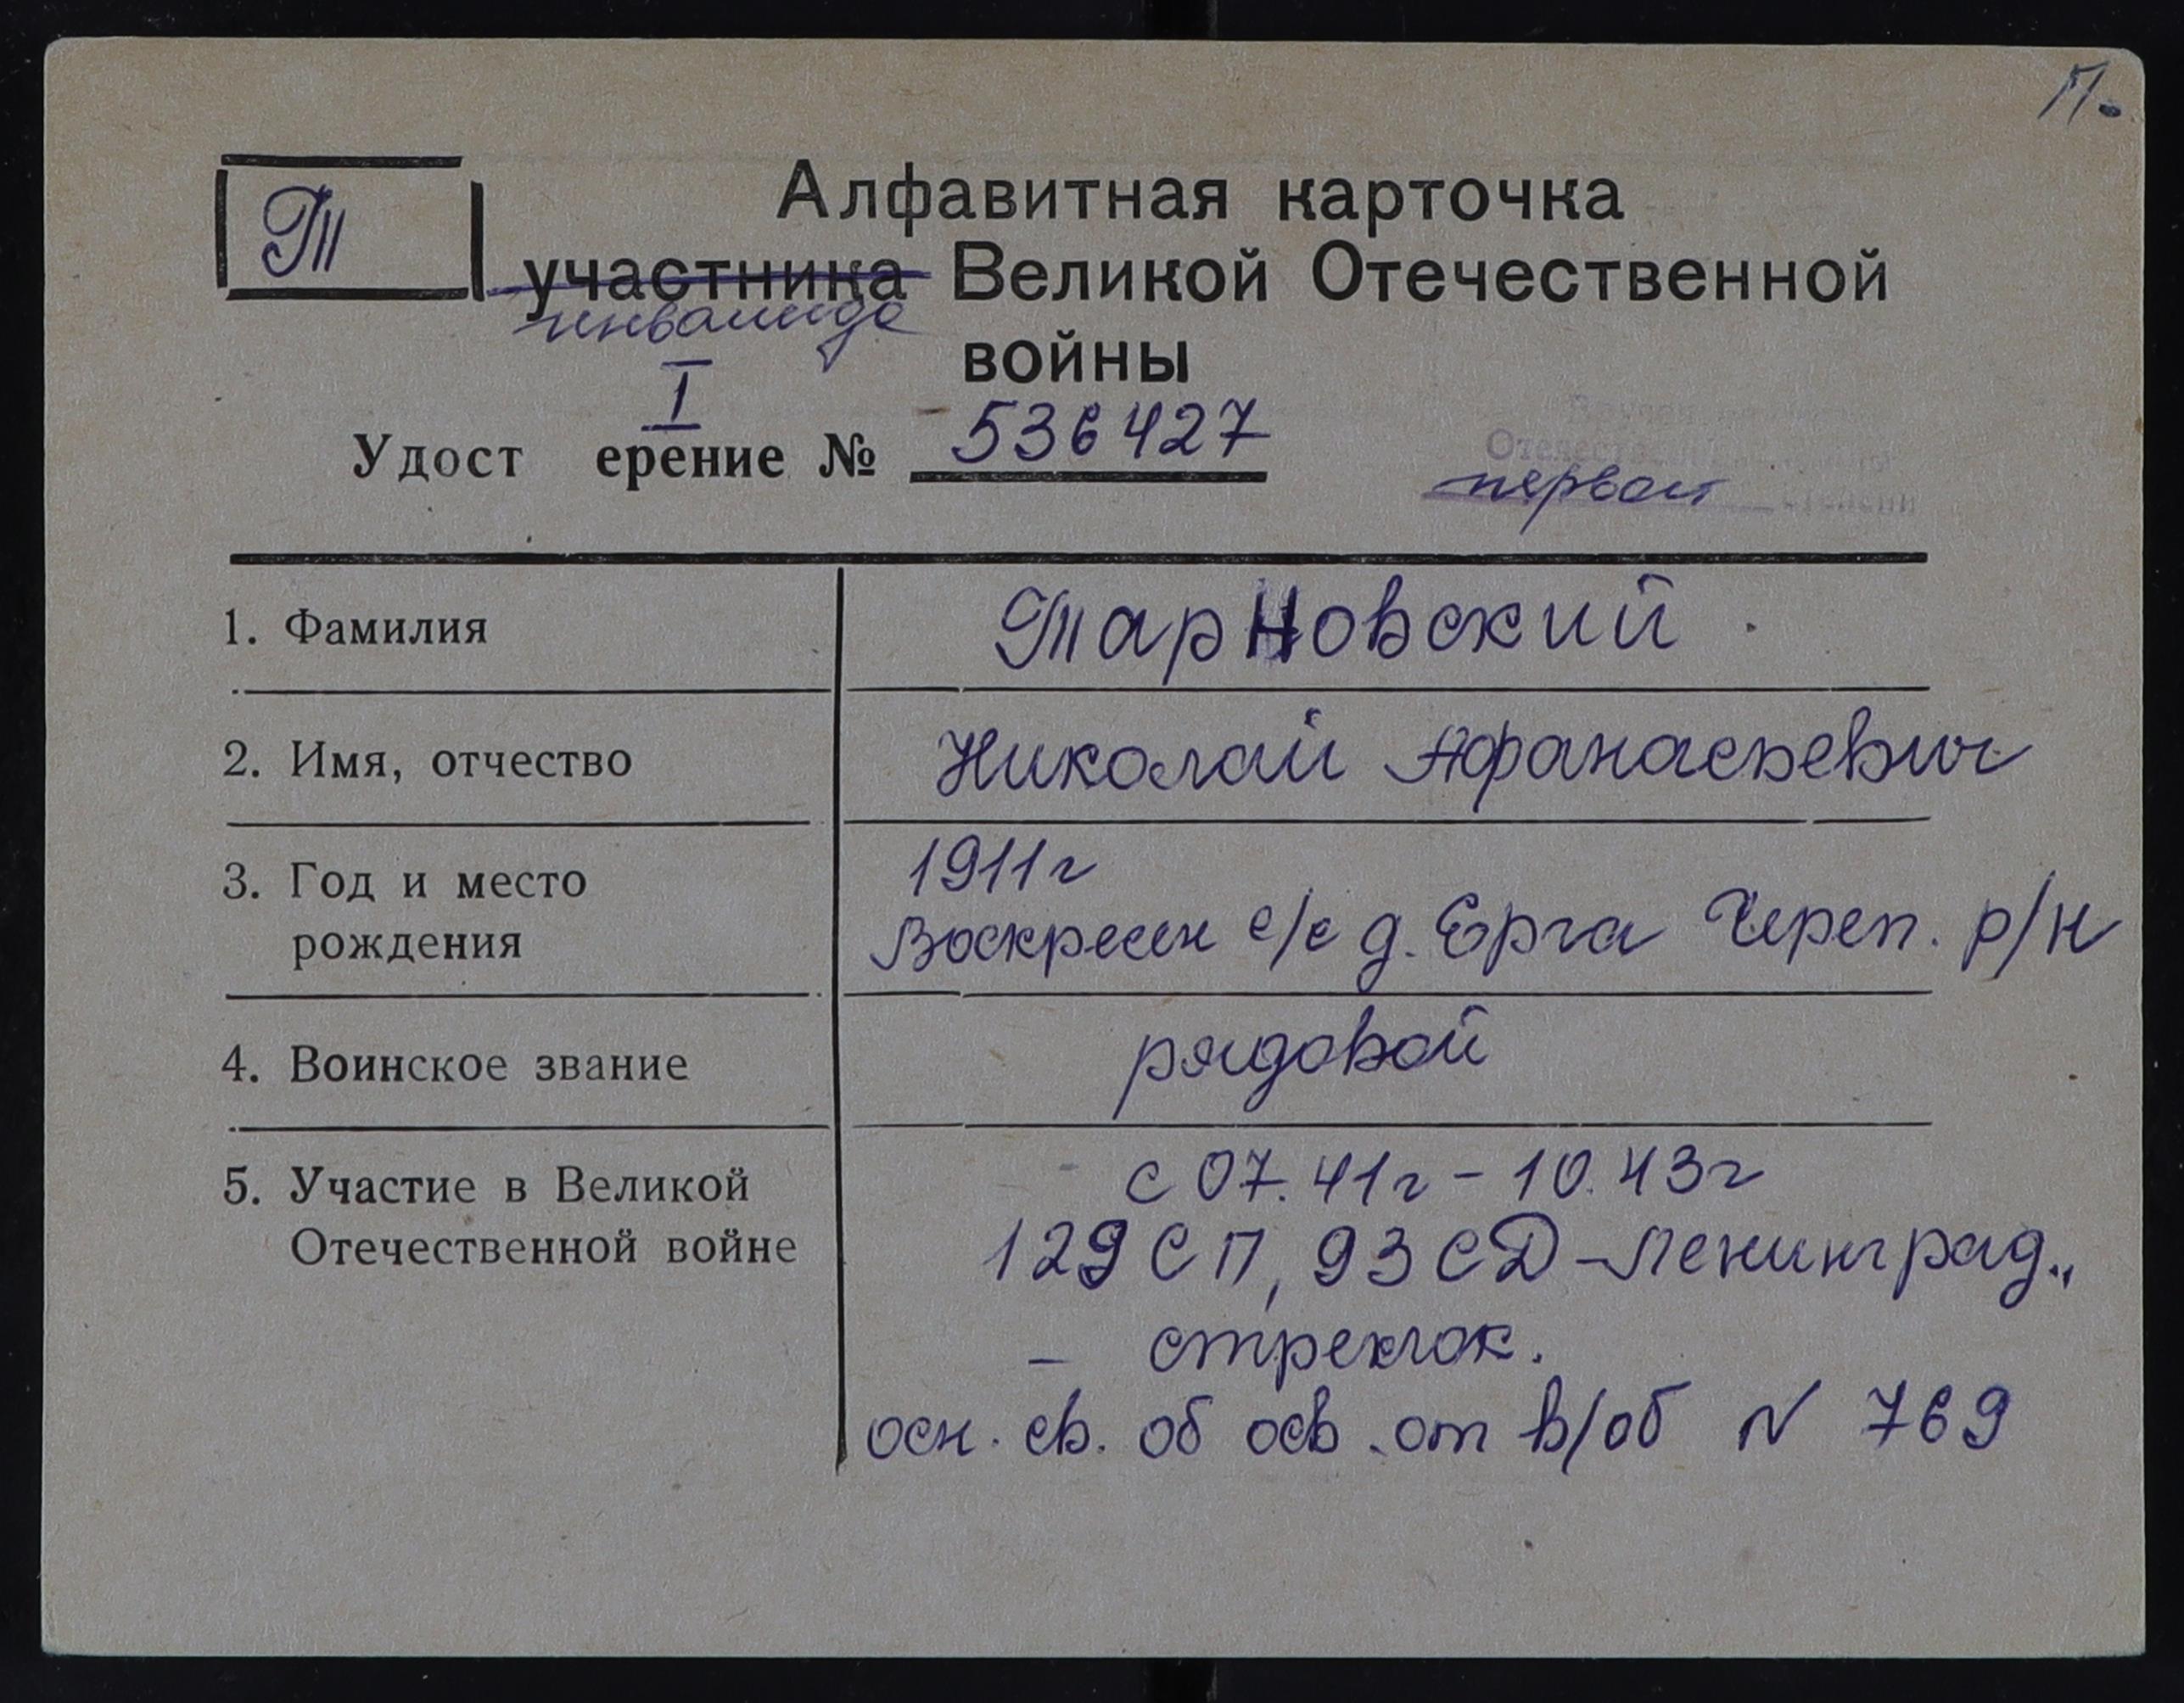 П.
Т
Алфавитная карточка
участника Великой Отечественной
инвалида
войны
I
Удост ерение № 536427
Отечест
первой степени
1. Фамилия Тарновский
2. Имя, отчество Николай Афанасьевич
3. Год и место 1911г
рождения Воскресен с/с д. Ерга Череп. р/н
4. Воинское звание рядовой
5. Участие в Великой с 07.41г - 10.43г
Отечественной войне 129 СП, 93 СД - Ленинград.,
- стрелок.
осн. св. об осв. от в/об N 769